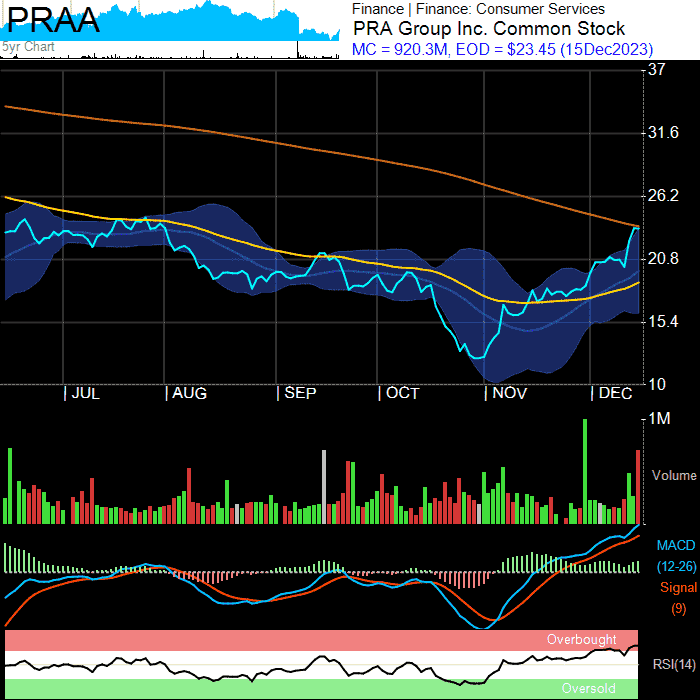 PRAA
5yr Chart
Finance | Finance: Consumer Services
PRA Group Inc. Common Stock
MC = 920.3M, EOD = $23.45 (15Dec2023)
37
31.6
26.2
20.8
15.4
10
| JUL | AUG | SEP | OCT | NOV | DEC
1M
Volume
MACD
(12-26)
Signal
(9)
Overbought
RSI(14)
Oversold